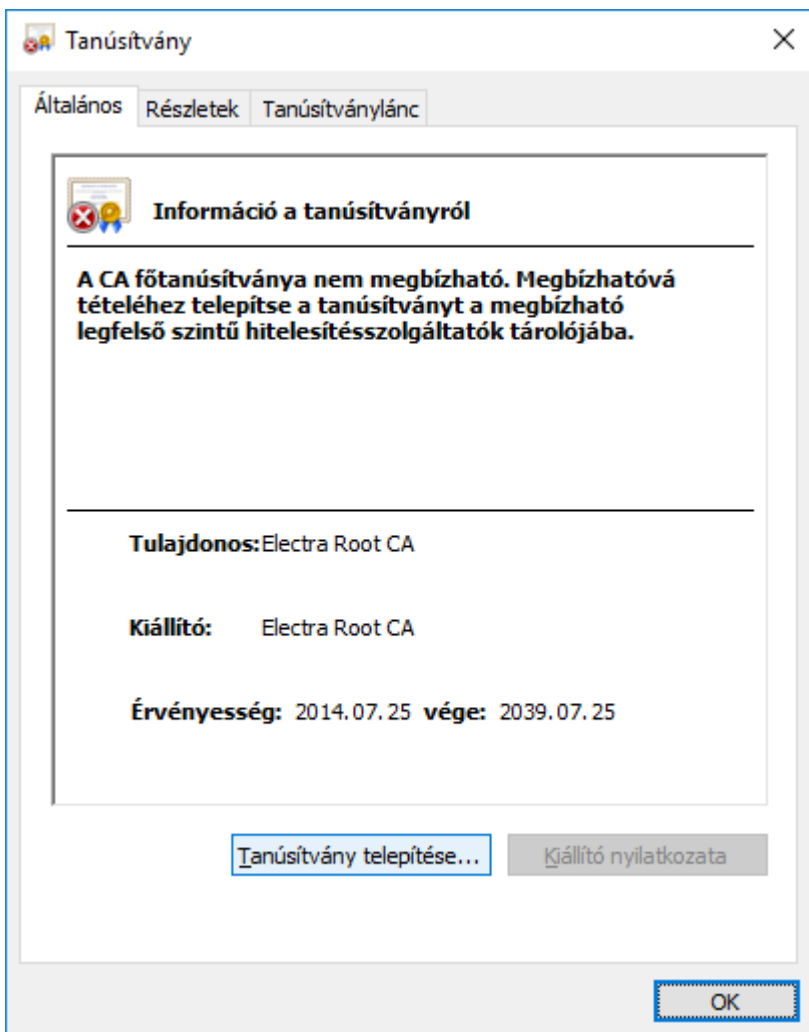 Tanúsítvány
Általános Részletek Tanúsítványlánc
Információ a tanúsítványról
A CA főtanúsítványa nem megbízható. Megbízhatóvá
tételéhez telepítse a tanúsítványt a megbízható
legfelső szintű hitelesítésszolgáltatók tárolójába.
Tulajdonos: Electra Root CA
Kiállító: Electra Root CA
Érvényesség: 2014.07.25 vége: 2039.07.25
Tanúsítvány telepítése... Kiállító nyilatkozata
OK